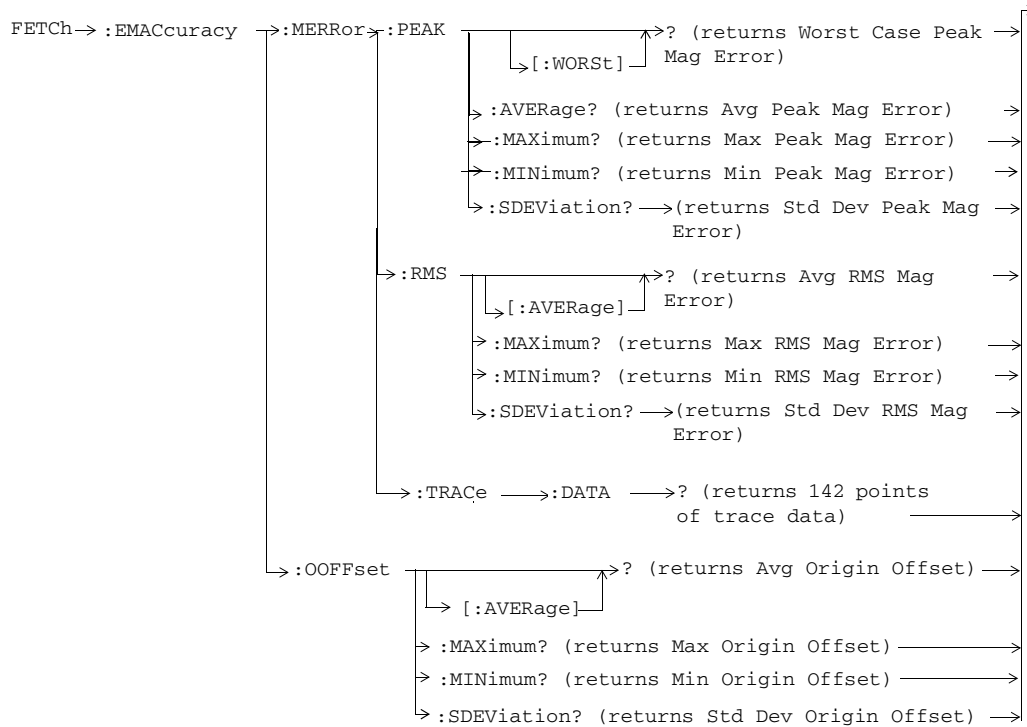 FETCh :EMACcuracy :MERRor :PEAK ? (returns Worst Case Peak
[:WORSt] Mag Error)
:AVERage? (returns Avg Peak Mag Error)
:MAXimum? (returns Max Peak Mag Error)
:MINimum? (returns Min Peak Mag Error)
:SDEViation? (returns Std Dev Peak Mag
Error)
:RMS ? (returns Avg RMS Mag
[:AVERage] Error)
:MAXimum? (returns Max RMS Mag Error)
:MINimum? (returns Min RMS Mag Error)
:SDEViation? (returns Std Dev RMS Mag
Error)
:TRACe :DATA ? (returns 142 points
of trace data)
:OOFFset ? (returns Avg Origin Offset)
[:AVERage]
:MAXimum? (returns Max Origin Offset)
:MINimum? (returns Min Origin Offset)
:SDEViation? (returns Std Dev Origin Offset)